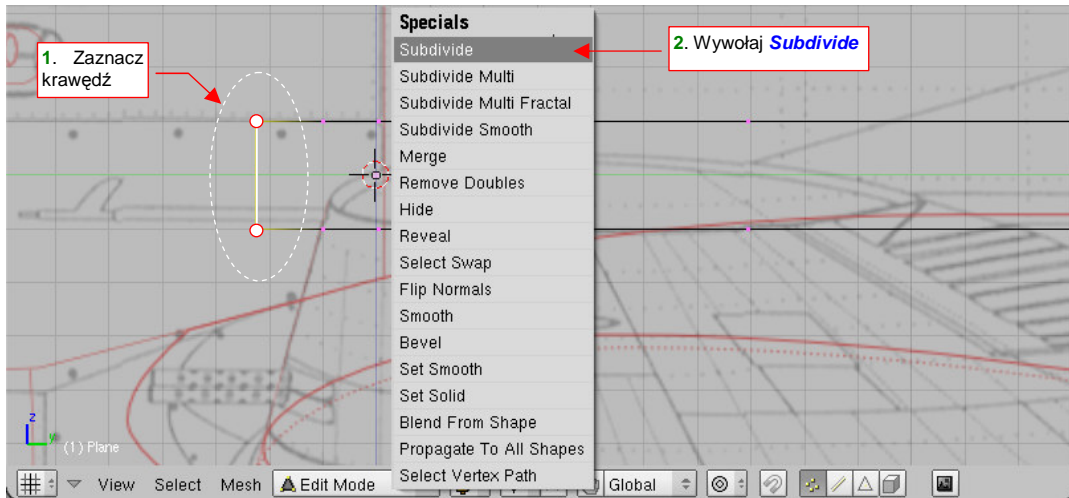 Specials
1. Zaznacz
krawędź
2. Wywołaj Subdivide
Subdivide
Subdivide Multi
Subdivide Multi Fractal
Subdivide Smooth
Merge
Remove Doubles
Hide
Reveal
Select Swap
Flip Normals
Smooth
Bevel
Set Smooth
Set Solid
Blend From Shape
Propagate To All Shapes
Select Vertex Path
z
y
(1) Plane
View Select Mesh Edit Mode Global